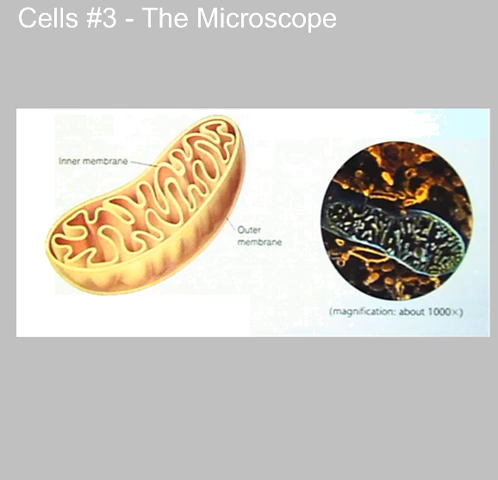 Cells #3 - The Microscope
Inner membrane
Outer
membrane
(magnification: about 1000×)